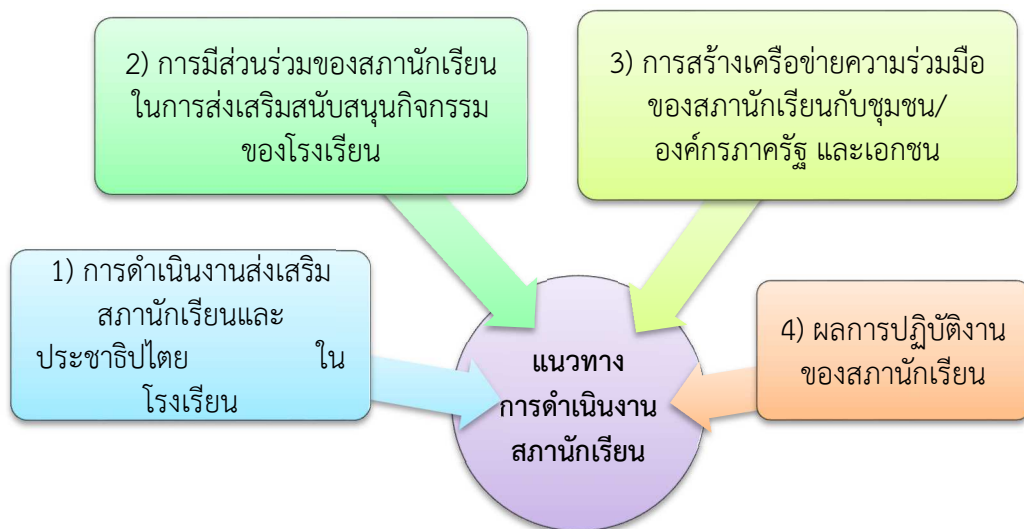 2) การมีส่วนร่วมของสภานักเรียน
ในการส่งเสริมสนับสนุนกิจกรรม
ของโรงเรียน
3) การสร้างเครือข่ายความร่วมมือ
ของสภานักเรียนกับชุมชน/
องค์กรภาครัฐ และเอกชน
1) การดำเนินงานส่งเสริม
สภานักเรียนและ
ประชาธิปไตย ใน
โรงเรียน
4) ผลการปฏิบัติงาน
ของสภานักเรียน
แนวทาง
การดำเนินงาน
สภานักเรียน